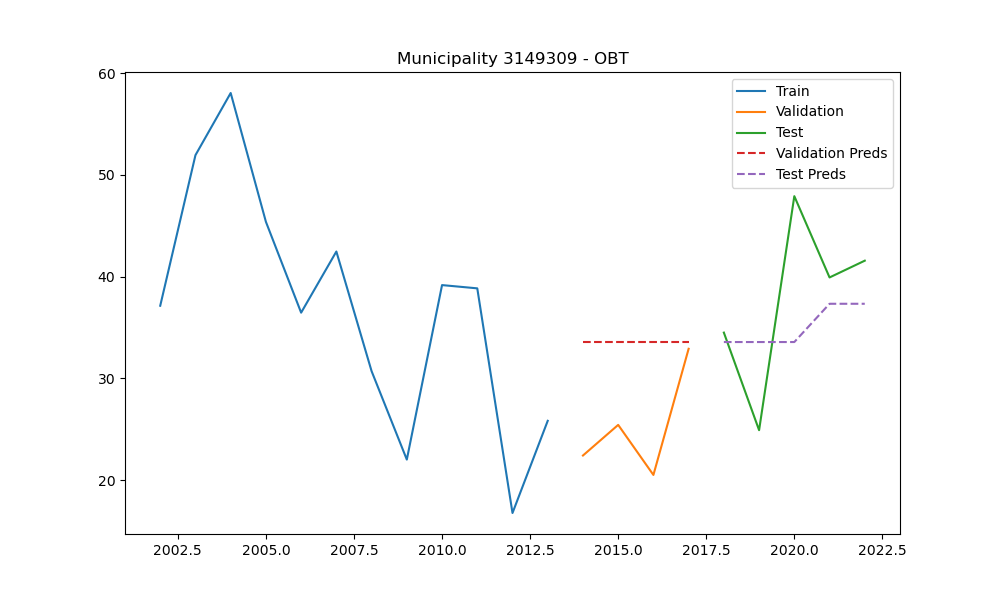 Municipality 3149309 - OBT
Train
Validation
Test
Validation Preds
Test Preds
60
50
40
30
20
2002.5 2005.0 2007.5 2010.0 2012.5 2015.0 2017.5 2020.0 2022.5